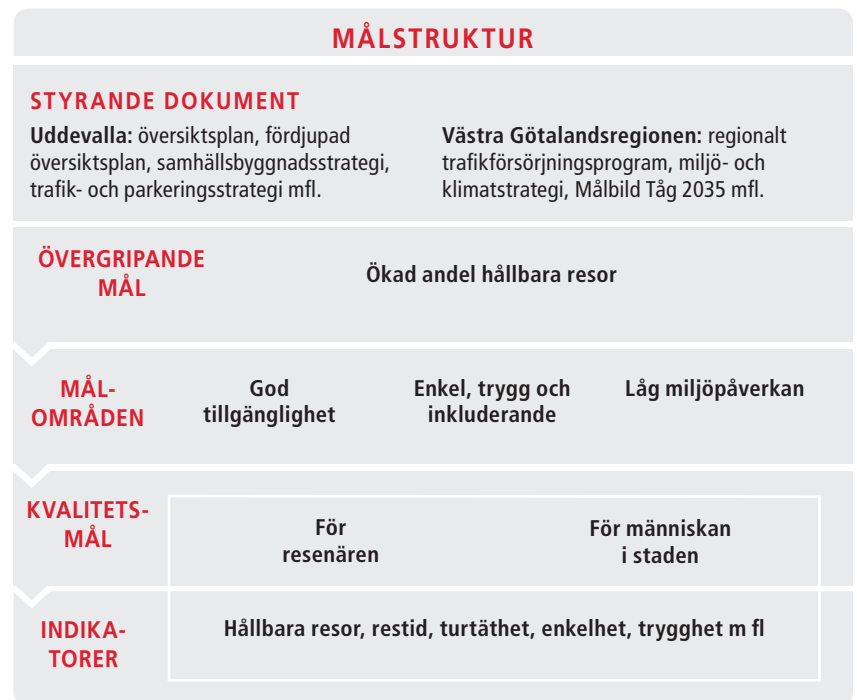 MÅLSTRUKTUR
STYRANDE DOKUMENT
Uddevalla: översiktsplan, fördjupad
översiktsplan, samhällsbyggnadsstrategi,
trafik- och parkeringsstrategi mfl.
Västra Götalandsregionen: regionalt
trafikförsörjningsprogram, miljö- och
klimatstrategi, Målbild Tåg 2035 mfl.
ÖVERGRIPANDE
MÅL
Ökad andel hållbara resor
MÅL-
OMRÅDEN
God
tillgänglighet
Enkel, trygg och
inkluderande
Låg miljöpåverkan
KVALITETS-
MÅL
För
resenären
För människan
i staden
INDIKA-
TORER
Hållbara resor, restid, turtäthet, enkelhet, trygghet m fl